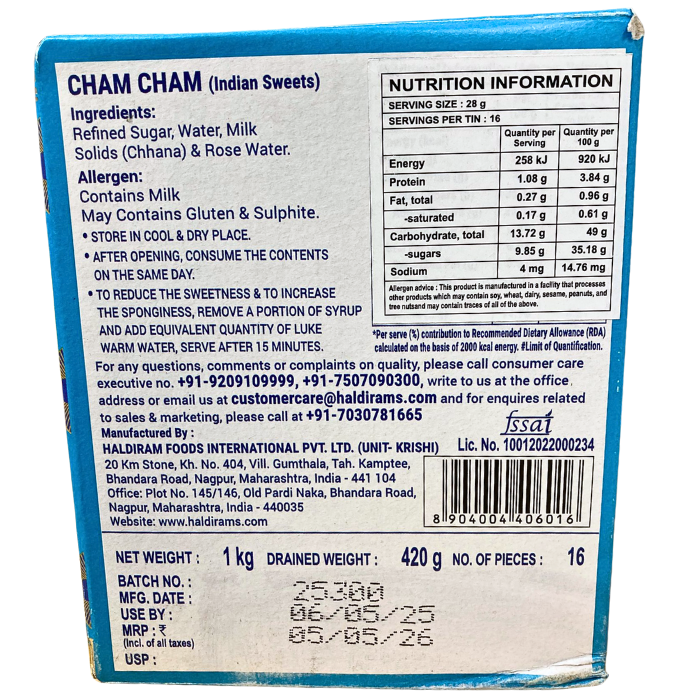 CHAM CHAM (Indian Sweets)
Ingredients:
Refined Sugar, Water, Milk
Solids (Chhana) & Rose Water.
Allergen:
Contains Milk
May Contains Gluten & Sulphite.
• STORE IN COOL & DRY PLACE.
• AFTER OPENING, CONSUME THE CONTENTS
ON THE SAME DAY.
• TO REDUCE THE SWEETNESS & TO INCREASE
THE SPONGINESS, REMOVE A PORTION OF SYRUP
AND ADD EQUIVALENT QUANTITY OF LUKE
WARM WATER, SERVE AFTER 15 MINUTES.
NUTRITION INFORMATION
SERVING SIZE : 28 g
SERVINGS PER TIN : 16
Quantity per Serving Quantity per 100 g
Energy 258 kJ 920 kJ
Protein 1.08 g 3.84 g
Fat, total 0.27 g 0.96 g
-saturated 0.17 g 0.61 g
Carbohydrate, total 13.72 g 49 g
-sugars 9.85 g 35.18 g
Sodium 4 mg 14.76 mg
Allergen advice : This product is manufactured in a facility that processes
other products which may contain soy, wheat, dairy, sesame, peanuts, and
tree nutsand may contain traces of all of the above.
*Per serve (%) contribution to Recommended Dietary Allowance (RDA)
calculated on the basis of 2000 kcal energy. #Limit of Quantification.
For any questions, comments or complaints on quality, please call consumer care
executive no. +91-9209109999, +91-7507090300, write to us at the office,
address or email us at customercare@haldirams.com and for enquires related
to sales & marketing, please call at +91-7030781665
Manufactured By :
HALDIRAM FOODS INTERNATIONAL PVT. LTD. (UNIT- KRISHI)
20 Km Stone, Kh. No. 404, Vill. Gumthala, Tah. Kamptee,
Bhandara Road, Nagpur, Maharashtra, India - 441 104
Office: Plot No. 145/146, Old Pardi Naka, Bhandara Road,
Nagpur, Maharashtra, India - 440035
Website: www.haldirams.com
fssai
Lic. No. 10012022000234
8 904004 406016
NET WEIGHT : 1 kg DRAINED WEIGHT : 420 g NO. OF PIECES : 16
BATCH NO. : 25300
MFG. DATE : 06/05/25
USE BY : 05/05/26
MRP : ₹
(Incl. of all taxes)
USP :